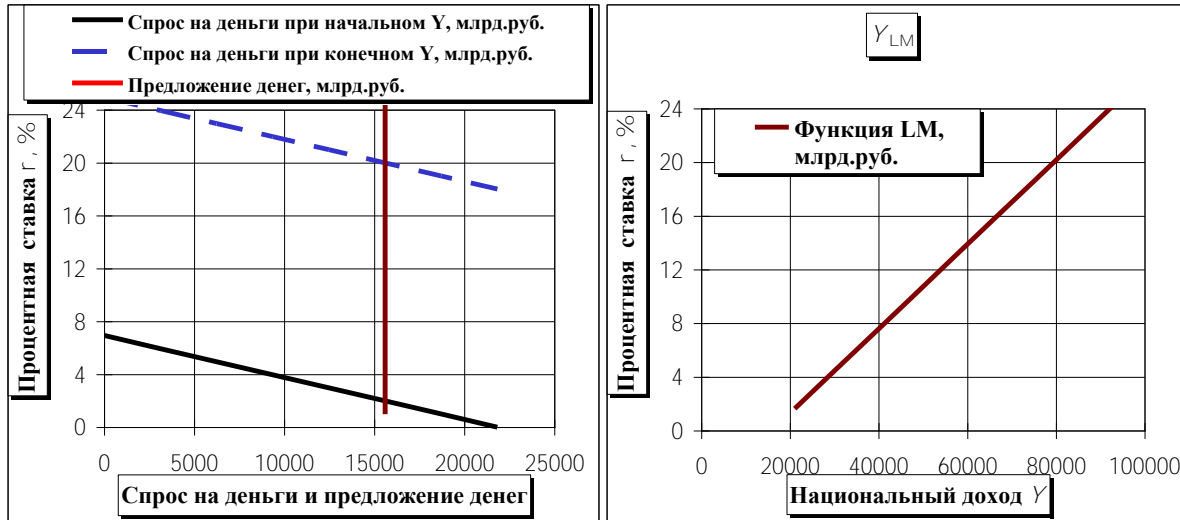 Спрос на деньги при начальном Y, млрд.руб.
Спрос на деньги при конечном Y, млрд.руб.
Предложение денег, млрд.руб.
Процентная ставка r, %
24
20
16
12
8
4
0
0 5000 10000 15000 20000 25000
Спрос на деньги и предложение денег
YLM
Функция LM,
млрд.руб.
Процентная ставка r, %
24
20
16
12
8
4
0
0 20000 40000 60000 80000 100000
Национальный доход Y